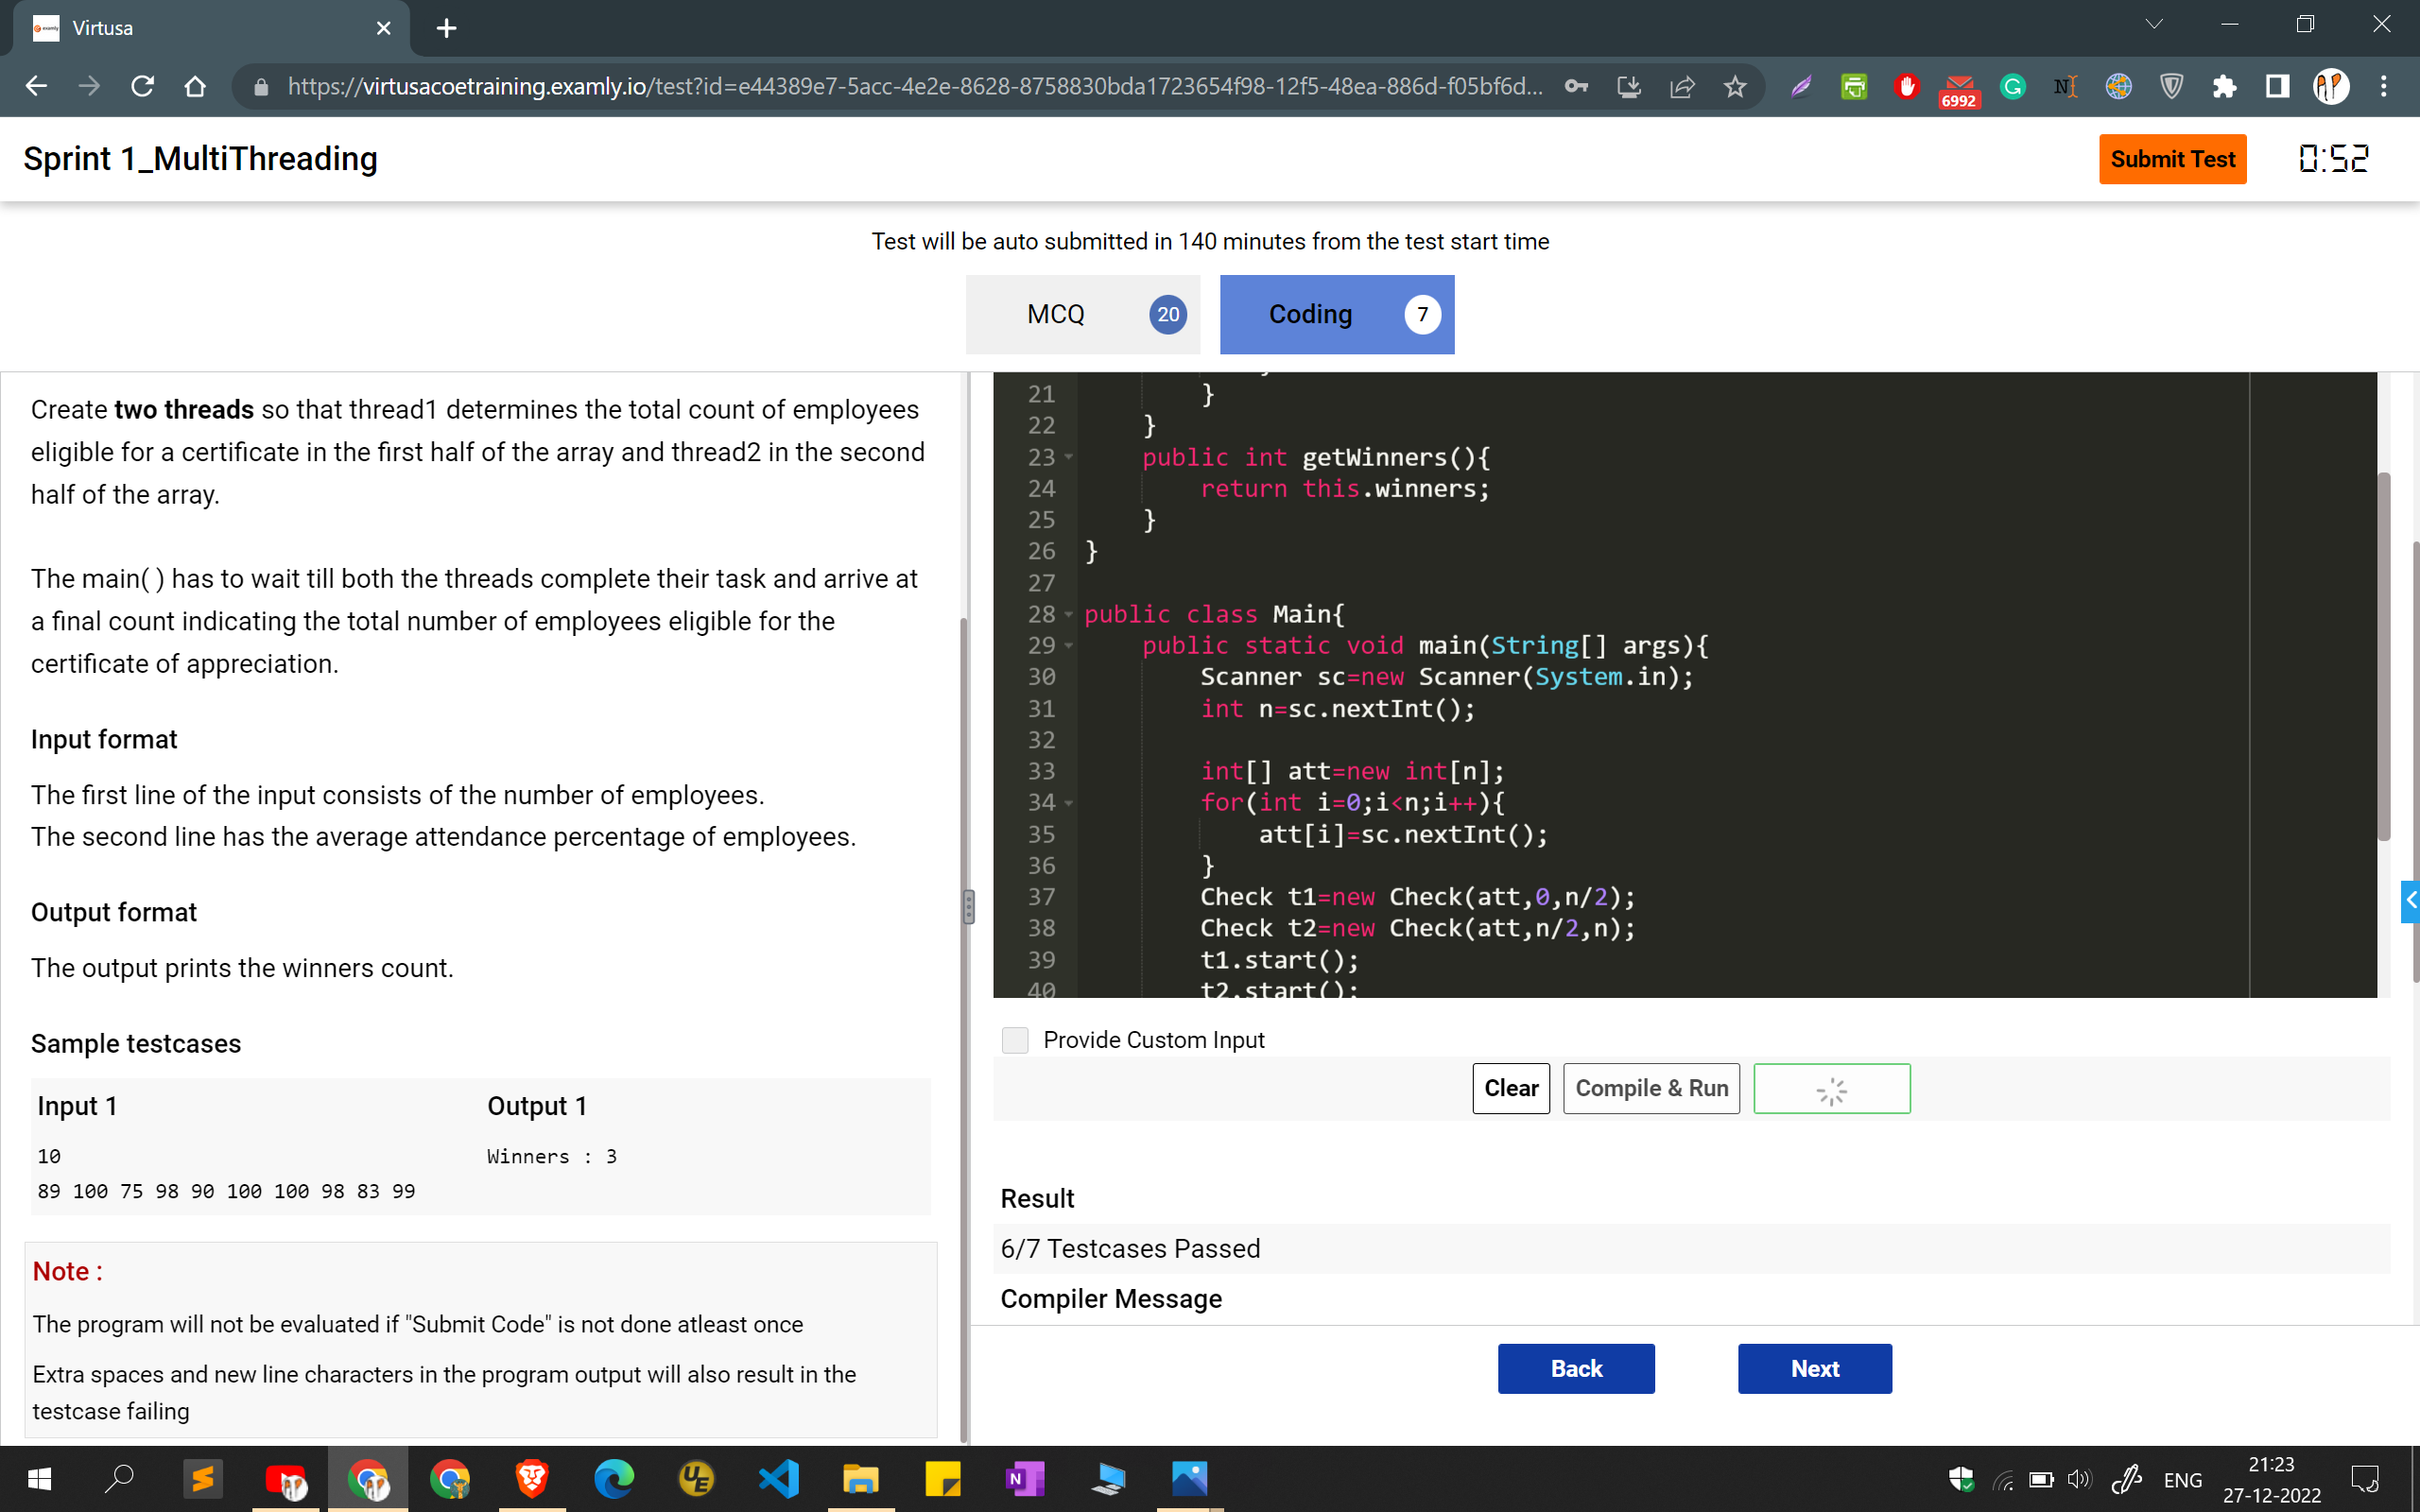 Virtusa
https://virtusacoetraining.examly.io/test?id=e44389e7-5acc-4e2e-8628-8758830bda1723654f98-12f5-48ea-886d-f05bf6d...
6992
Sprint 1_MultiThreading
Submit Test
0:52
Test will be auto submitted in 140 minutes from the test start time
MCQ 20
Coding 7
Create two threads so that thread1 determines the total count of employees
eligible for a certificate in the first half of the array and thread2 in the second
half of the array.
The main( ) has to wait till both the threads complete their task and arrive at
a final count indicating the total number of employees eligible for the
certificate of appreciation.
Input format
The first line of the input consists of the number of employees.
The second line has the average attendance percentage of employees.
Output format
The output prints the winners count.
Sample testcases
Input 1 Output 1
10 Winners : 3
89 100 75 98 90 100 100 98 83 99
Note :
The program will not be evaluated if "Submit Code" is not done atleast once
Extra spaces and new line characters in the program output will also result in the
testcase failing
21 }
22 }
23 public int getWinners(){
24 return this.winners;
25 }
26 }
27
28 public class Main{
29 public static void main(String[] args){
30 Scanner sc=new Scanner(System.in);
31 int n=sc.nextInt();
32
33 int[] att=new int[n];
34 for(int i=0;i<n;i++){
35 att[i]=sc.nextInt();
36 }
37 Check t1=new Check(att,0,n/2);
38 Check t2=new Check(att,n/2,n);
39 t1.start();
40 t2.start();
Provide Custom Input
Clear
Compile & Run
Result
6/7 Testcases Passed
Compiler Message
Back
Next
ENG
21:23
27-12-2022